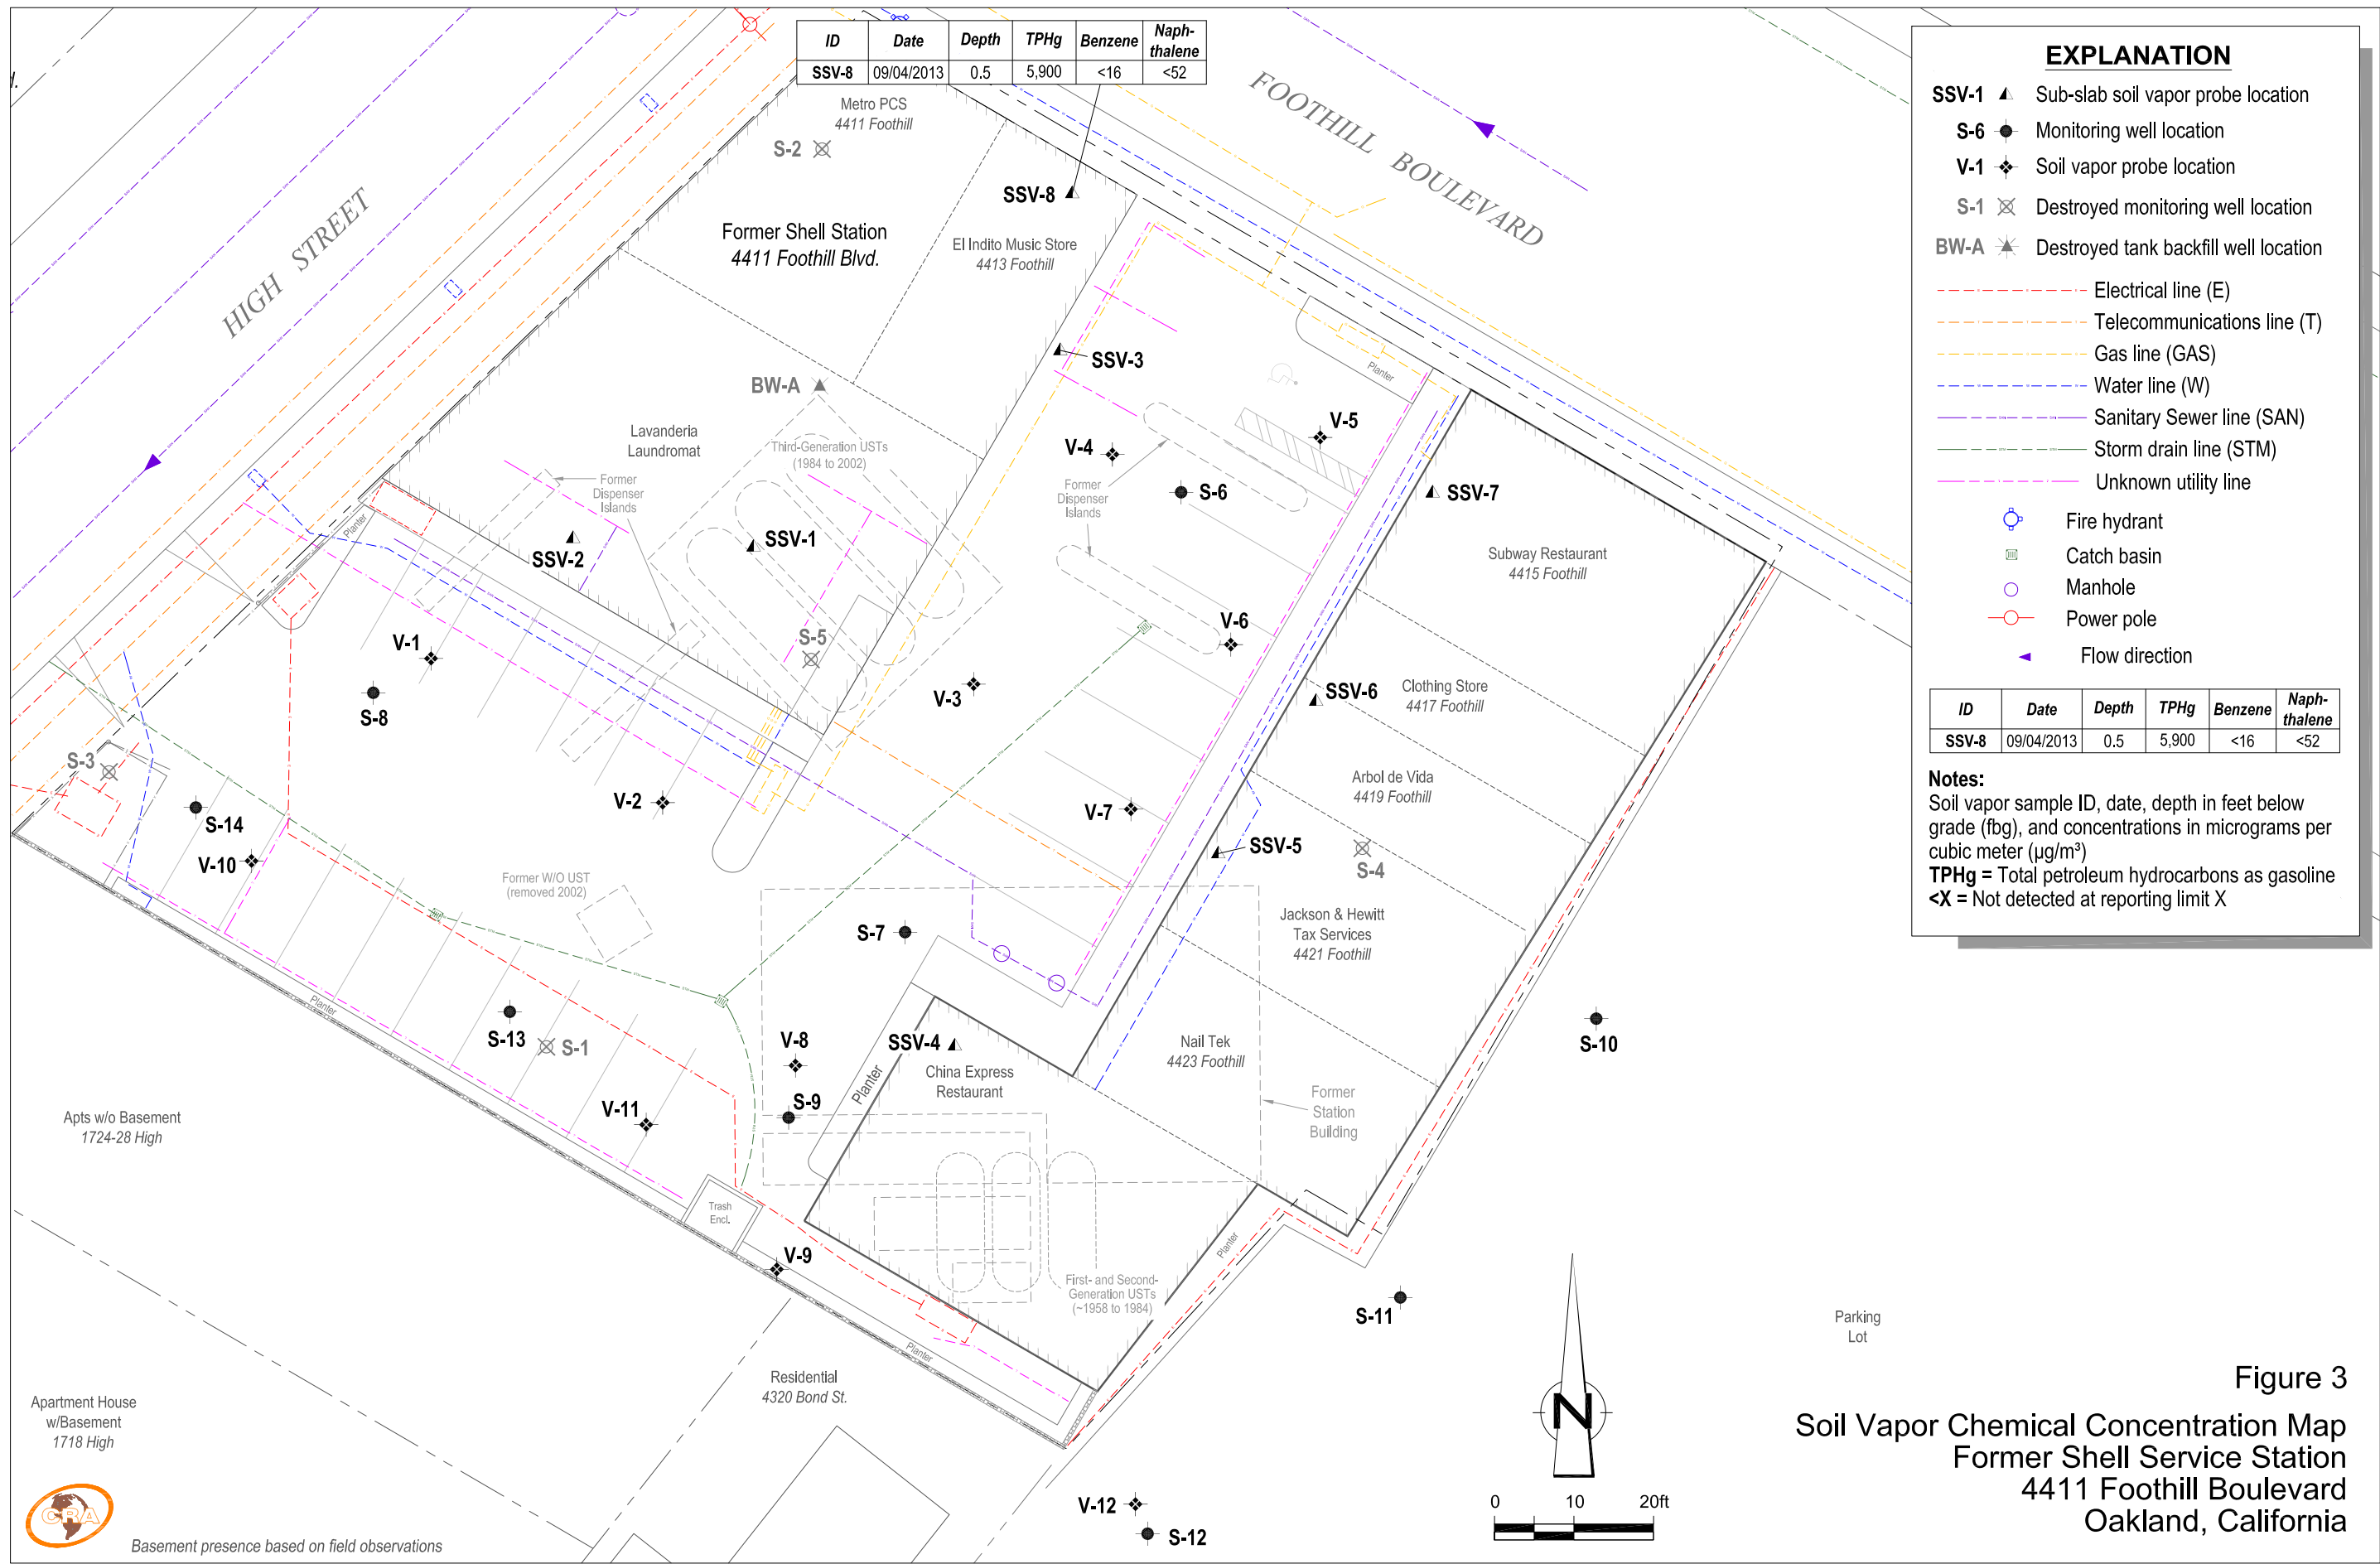 ID Date Depth TPHg Benzene Naph-
thalene
SSV-8 09/04/2013 0.5 5,900 <16 <52
Metro PCS
4411 Foothill
S-2
SSV-8
Former Shell Station
4411 Foothill Blvd.
El Indito Music Store
4413 Foothill
HIGH STREET
FOOTHILL BOULEVARD
SSV-3
BW-A
Planter
V-5
V-4
Lavanderia
Laundromat
Third-Generation USTs
(1984 to 2002)
Former
Dispenser
Islands
Former
Dispenser
Islands
S-6
SSV-7
Planter
SSV-2
SSV-1
Subway Restaurant
4415 Foothill
V-1
S-5
V-6
S-8
V-3
SSV-6
Clothing Store
4417 Foothill
S-3
Arbol de Vida
4419 Foothill
S-14
V-2
V-7
V-10
SSV-5
S-4
Former W/O UST
(removed 2002)
Jackson & Hewitt
Tax Services
4421 Foothill
S-7
Planter
S-13
S-1
V-8
SSV-4
China Express
Restaurant
Planter
Nail Tek
4423 Foothill
S-10
Former
Station
Building
V-11
S-9
Apts w/o Basement
1724-28 High
Trash
Encl.
V-9
Planter
First- and Second-
Generation USTs
(~1958 to 1984)
S-11
Planter
Parking
Lot
Residential
4320 Bond St.
Apartment House
w/Basement
1718 High
V-12
S-12
CRA
Basement presence based on field observations
N
0 10 20ft
EXPLANATION
SSV-1 Sub-slab soil vapor probe location
S-6 Monitoring well location
V-1 Soil vapor probe location
S-1 Destroyed monitoring well location
BW-A Destroyed tank backfill well location
Electrical line (E)
Telecommunications line (T)
Gas line (GAS)
Water line (W)
Sanitary Sewer line (SAN)
Storm drain line (STM)
Unknown utility line
Fire hydrant
Catch basin
Manhole
Power pole
Flow direction
ID Date Depth TPHg Benzene Naph-
thalene
SSV-8 09/04/2013 0.5 5,900 <16 <52
Notes:
Soil vapor sample ID, date, depth in feet below
grade (fbg), and concentrations in micrograms per
cubic meter (µg/m³)
TPHg = Total petroleum hydrocarbons as gasoline
<X = Not detected at reporting limit X
Figure 3
Soil Vapor Chemical Concentration Map
Former Shell Service Station
4411 Foothill Boulevard
Oakland, California